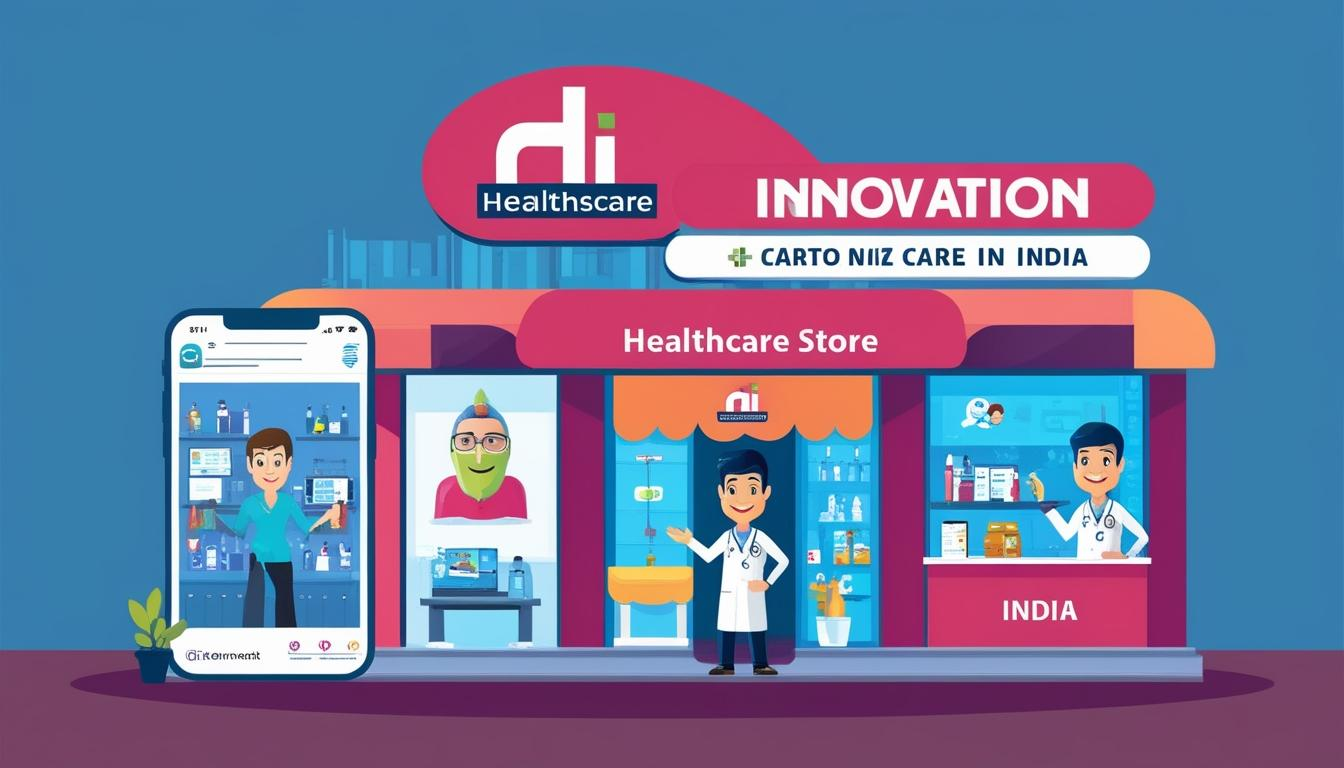 di
Healthscare
INNOVATION
CARTO NIIZ CARE IN INDIA
Healthcare Store
INDIA